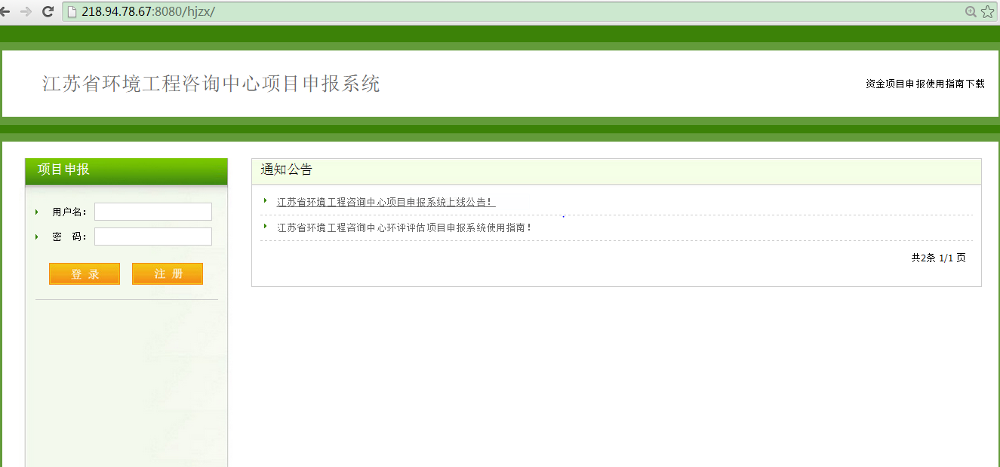 218.94.78.67:8080/hjzx/
江苏省环境工程咨询中心项目申报系统
资金项目申报使用指南下载
项目申报
用户名：
密 码：
登 录
注 册
通知公告
江苏省环境工程咨询中心项目申报系统上线公告！
江苏省环境工程咨询中心环评评估项目申报系统使用指南！
共2条 1/1 页